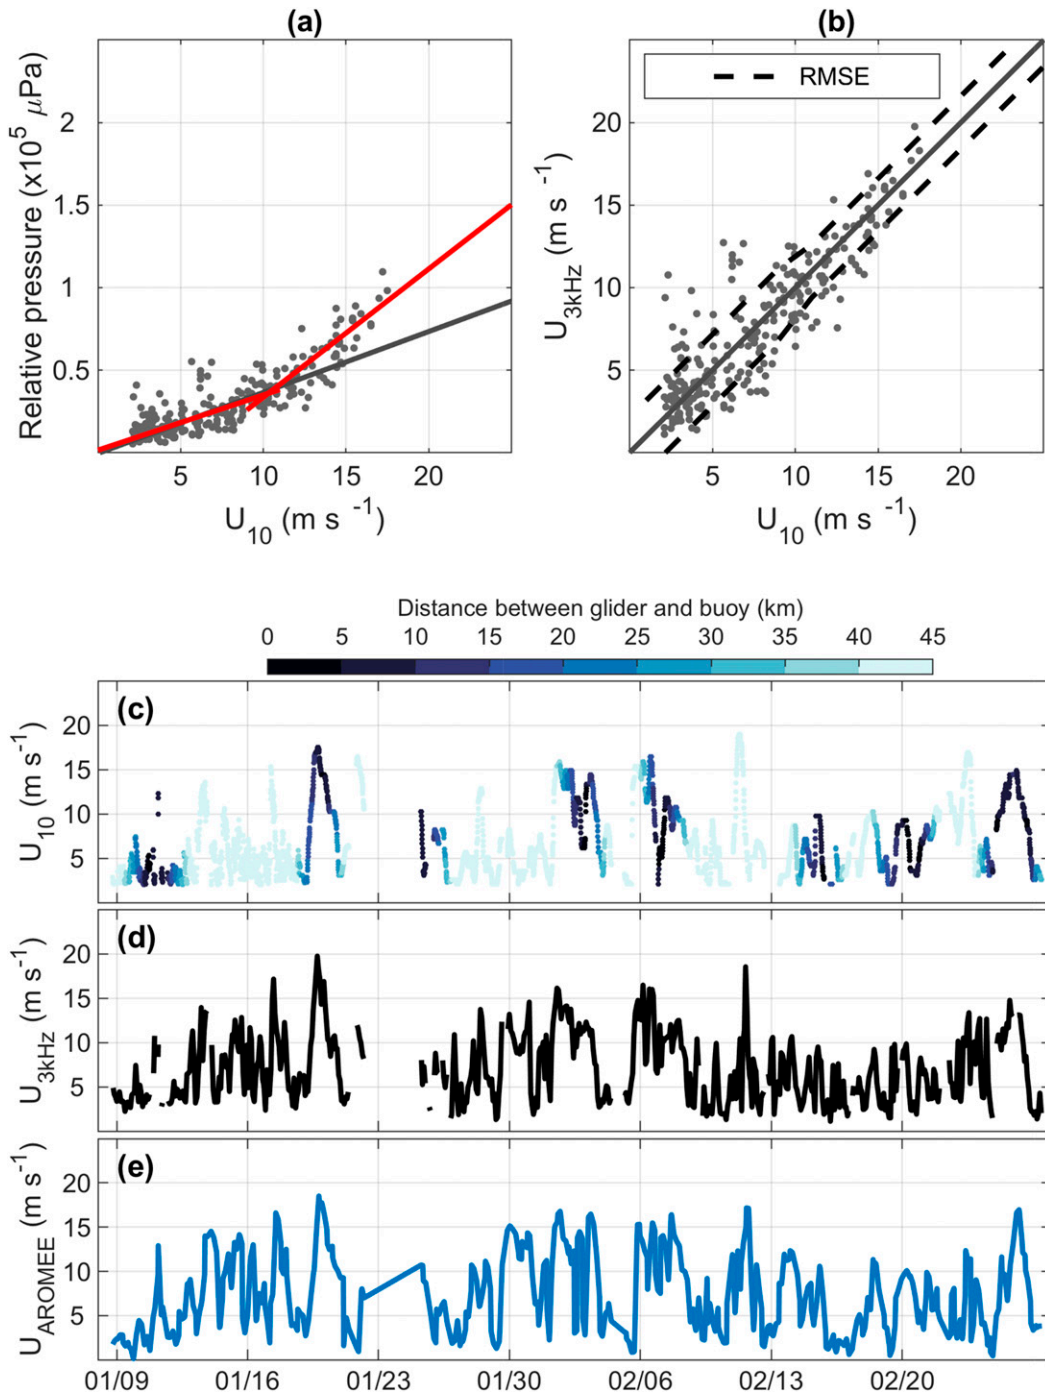 (a)
Relative pressure (x10⁵ μPa)
2
1.5
1
0.5
5 10 15 20
U₁₀ (m s ⁻¹)
(b)
RMSE
U₃ₖHz (m s ⁻¹)
20
15
10
5
5 10 15 20
U₁₀ (m s ⁻¹)
Distance between glider and buoy (km)
0 5 10 15 20 25 30 35 40 45
(c)
U₁₀ (m s⁻¹)
20
15
10
5
(d)
U₃ₖHz (m s⁻¹)
20
15
10
5
(e)
U_AROMEE (m s⁻¹)
20
15
10
5
01/09 01/16 01/23 01/30 02/06 02/13 02/20